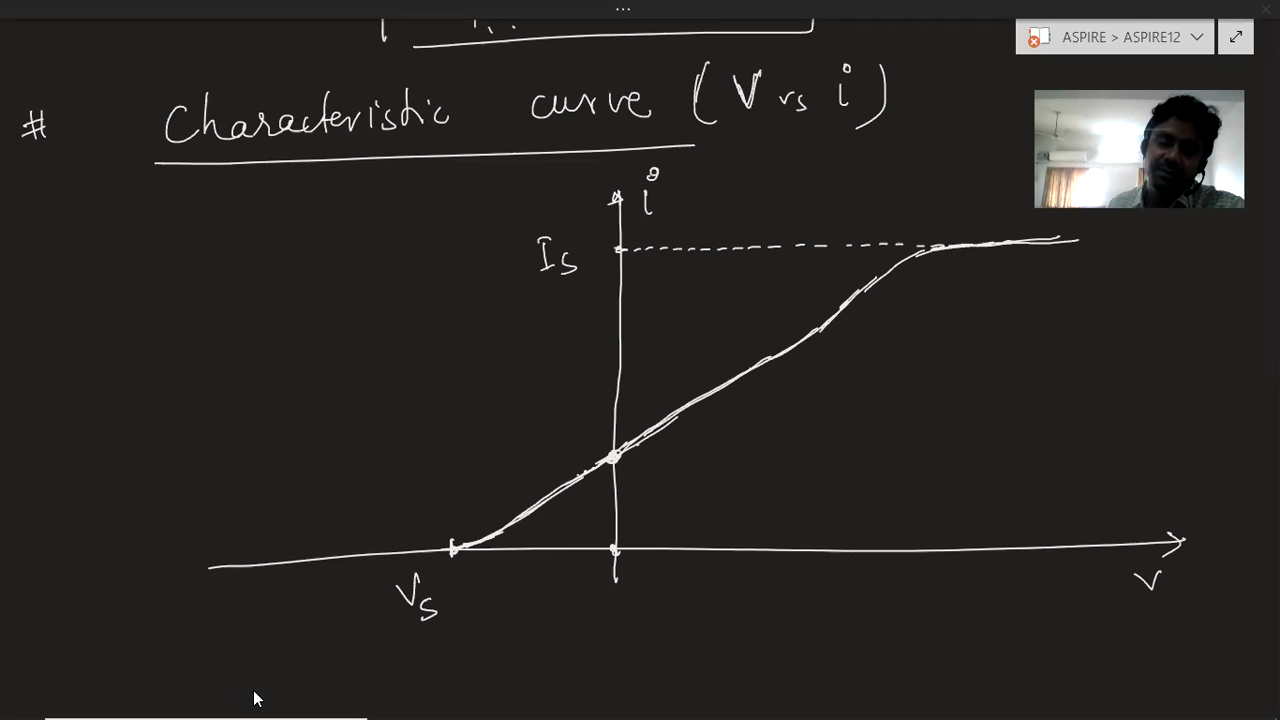 ASPIRE > ASPIRE12
# Characteristic curve (V vs i)
i
Is
Vs
V